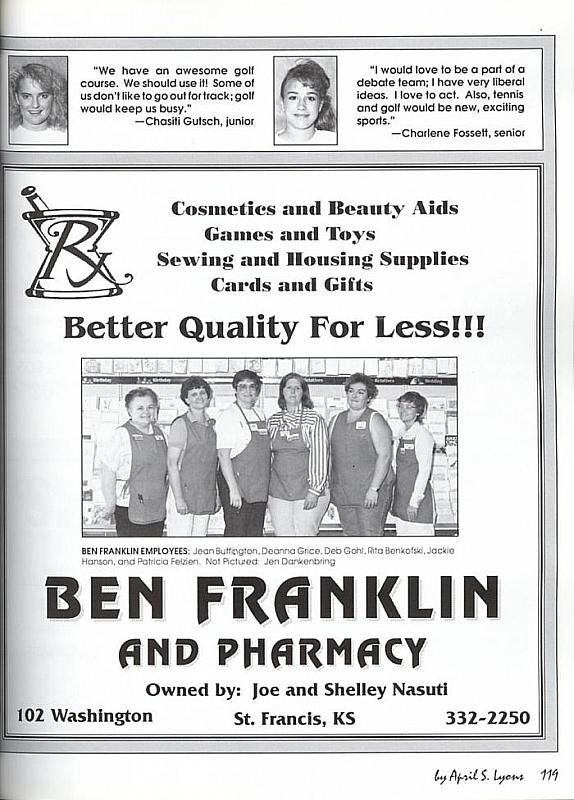 "We have an awesome golf
course. We should use it! Some of
us don't like to go out for track; golf
would keep us busy."
—Chasiti Gutsch, junior
"I would love to be a part of a
debate team; I have very liberal
ideas. I love to act. Also, tennis
and golf would be new, exciting
sports."
—Charlene Fossett, senior
Rx
Cosmetics and Beauty Aids
Games and Toys
Sewing and Housing Supplies
Cards and Gifts
Better Quality For Less!!!
Birthday
Birthday
Wedding
BEN FRANKLIN EMPLOYEES: Jean Buffington, Deanna Grice, Deb Gohl, Rita Benkofski, Jackie
Hanson, and Patricia Felzien. Not Pictured: Jen Dankenbring
BEN FRANKLIN
AND PHARMACY
Owned by: Joe and Shelley Nasuti
102 Washington
St. Francis, KS
332-2250
by April S. Lyons 119